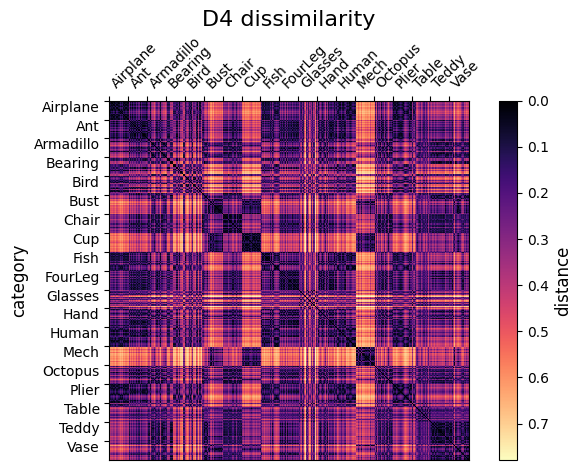 D4 dissimilarity
Airplane
Ant
Armadillo
Bearing
Bird
Bust
Chair
Cup
Fish
FourLeg
Glasses
Hand
Human
Mech
Octopus
Plier
Table
Teddy
Vase
category
Airplane
Ant
Armadillo
Bearing
Bird
Bust
Chair
Cup
Fish
FourLeg
Glasses
Hand
Human
Mech
Octopus
Plier
Table
Teddy
Vase
0.0
0.1
0.2
0.3
0.4
0.5
0.6
0.7
distance